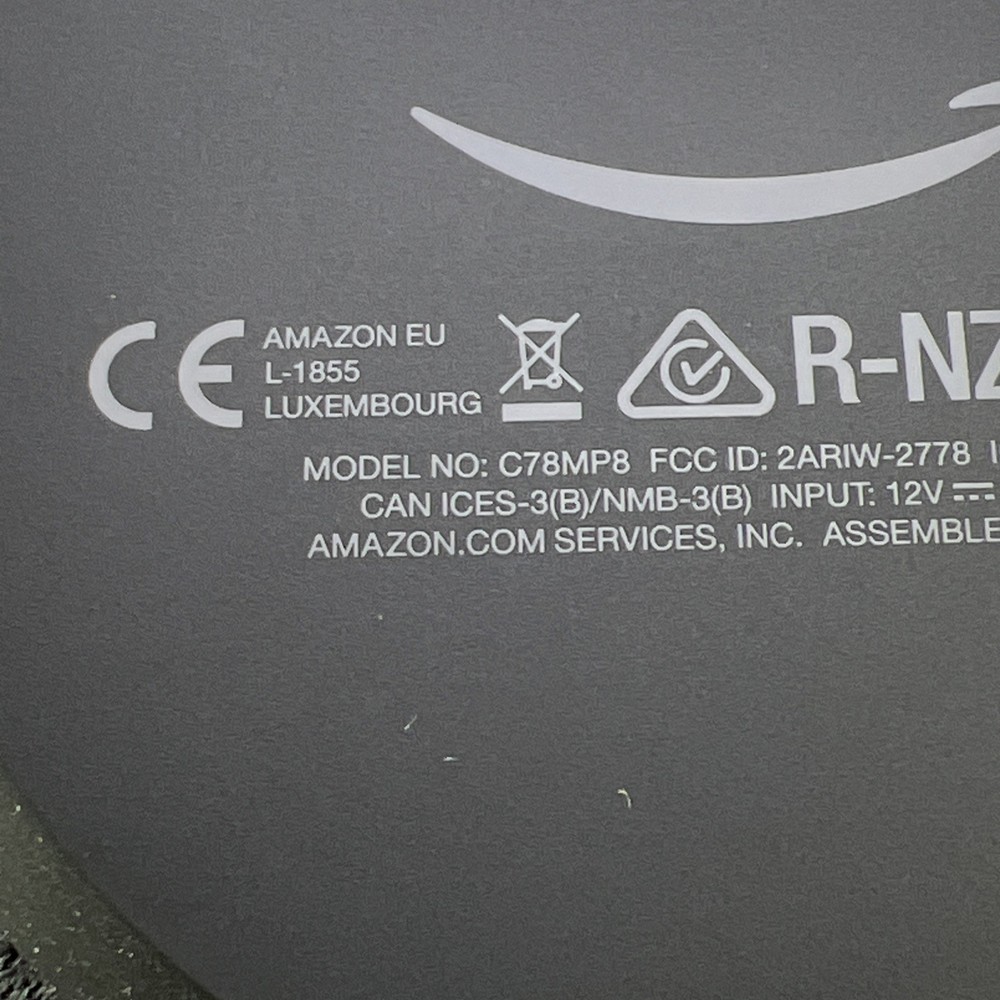 CE AMAZON EU
L-1855
LUXEMBOURG
R-NZ
MODEL NO: C78MP8 FCC ID: 2ARIW-2778
CAN ICES-3(B)/NMB-3(B) INPUT: 12V
AMAZON.COM SERVICES, INC. ASSEMBLE